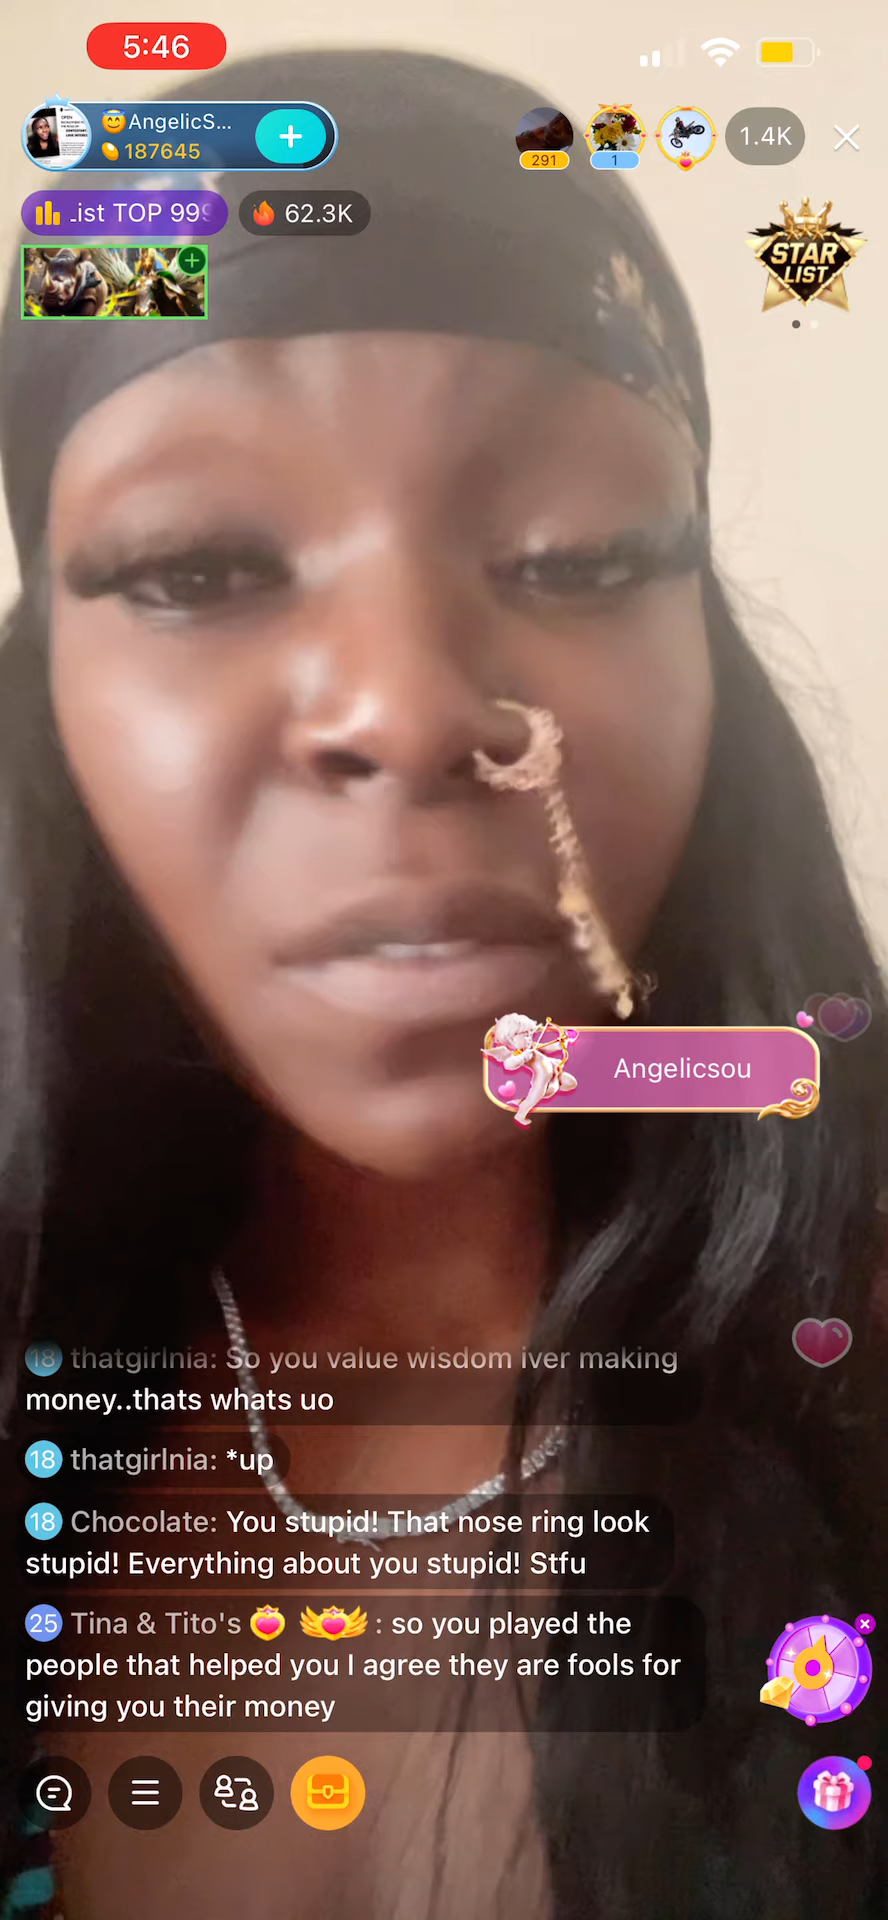 5:46
AngelicS...
187645
291
1
1.4K
ist TOP 99
62.3K
STAR
LIST
Angelicsou
18 thatgirlnia: So you value wisdom iver making
money..thats whats uo
18 thatgirlnia: *up
18 Chocolate: You stupid! That nose ring look
stupid! Everything about you stupid! Stfu
25 Tina & Tito's : so you played the
people that helped you I agree they are fools for
giving you their money